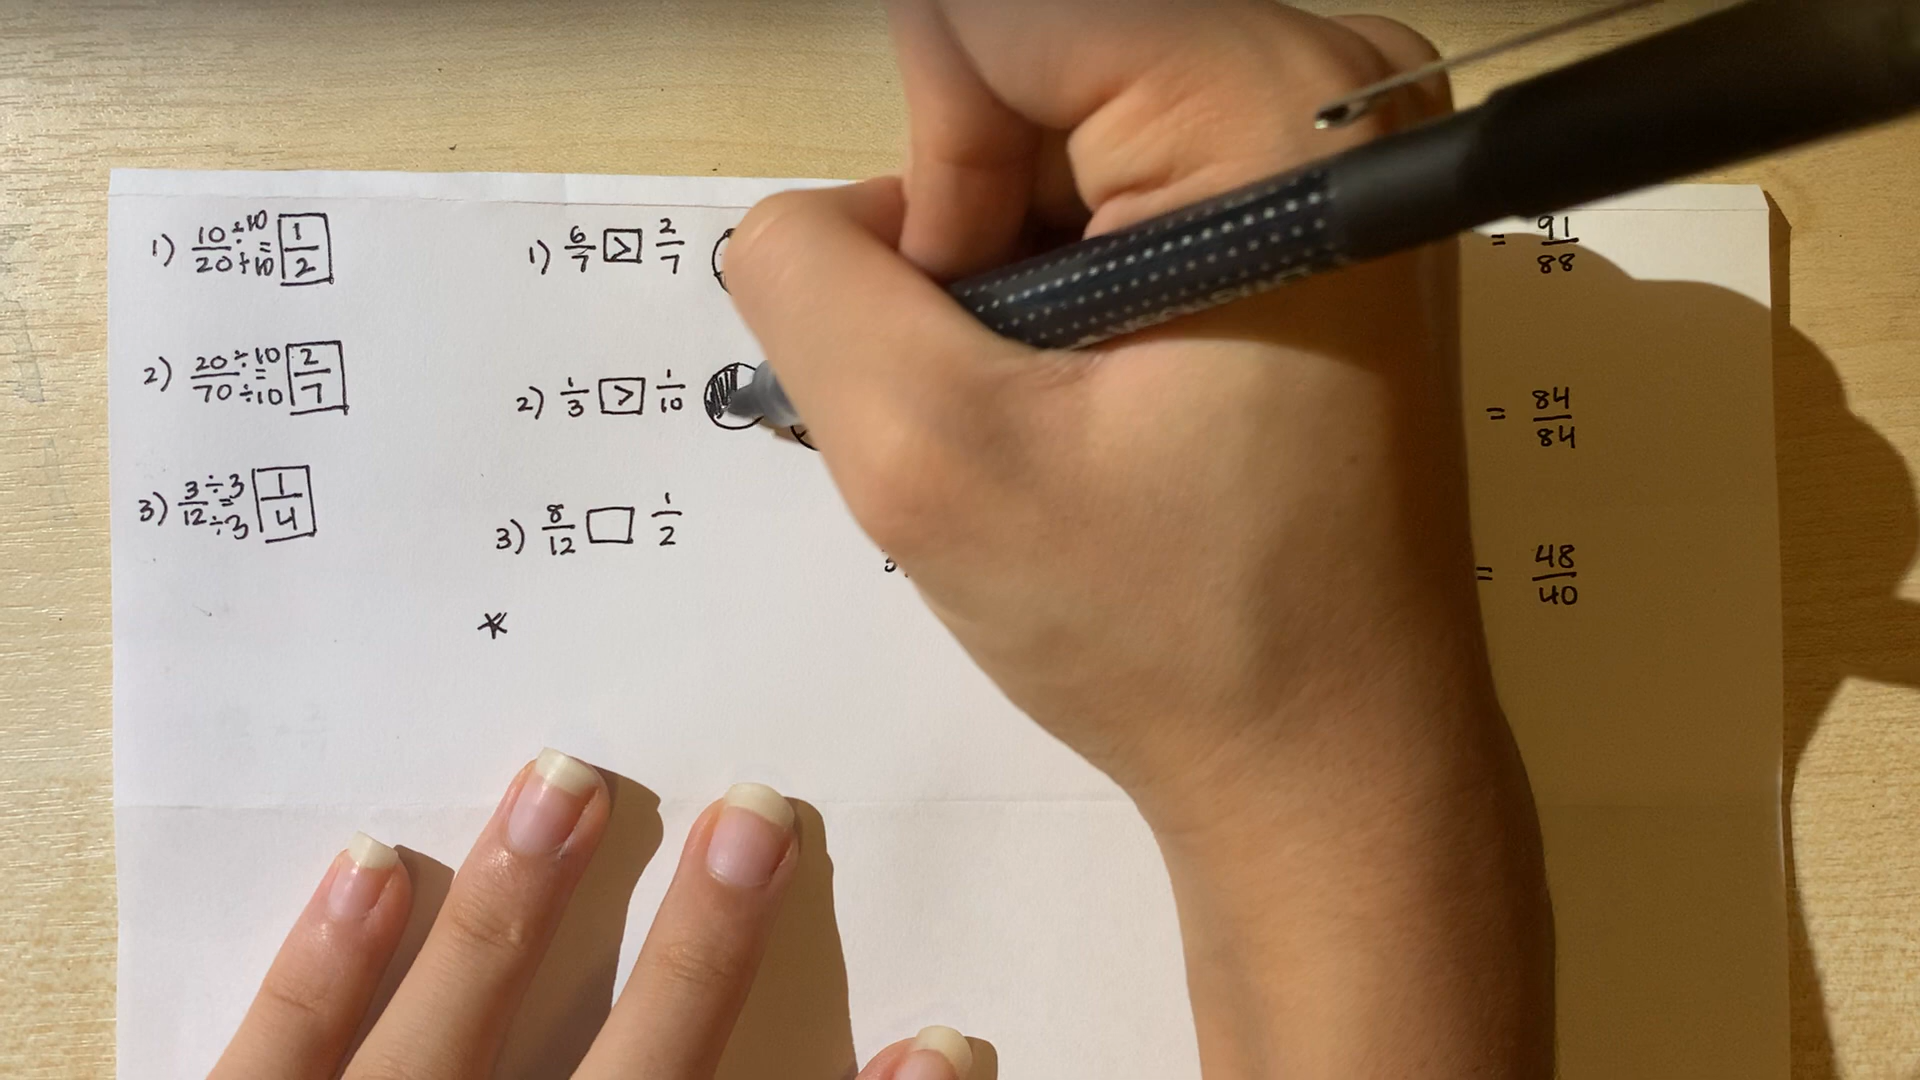 1) 10/20 ÷10/÷10 = 1/2
2) 20/70 ÷10/÷10 = 2/7
3) 3/12 ÷3/÷3 = 1/4
1) 6/7 > 2/7
2) 1/3 > 1/10
3) 8/12 □ 1/2
*
= 91/88
= 84/84
= 48/40